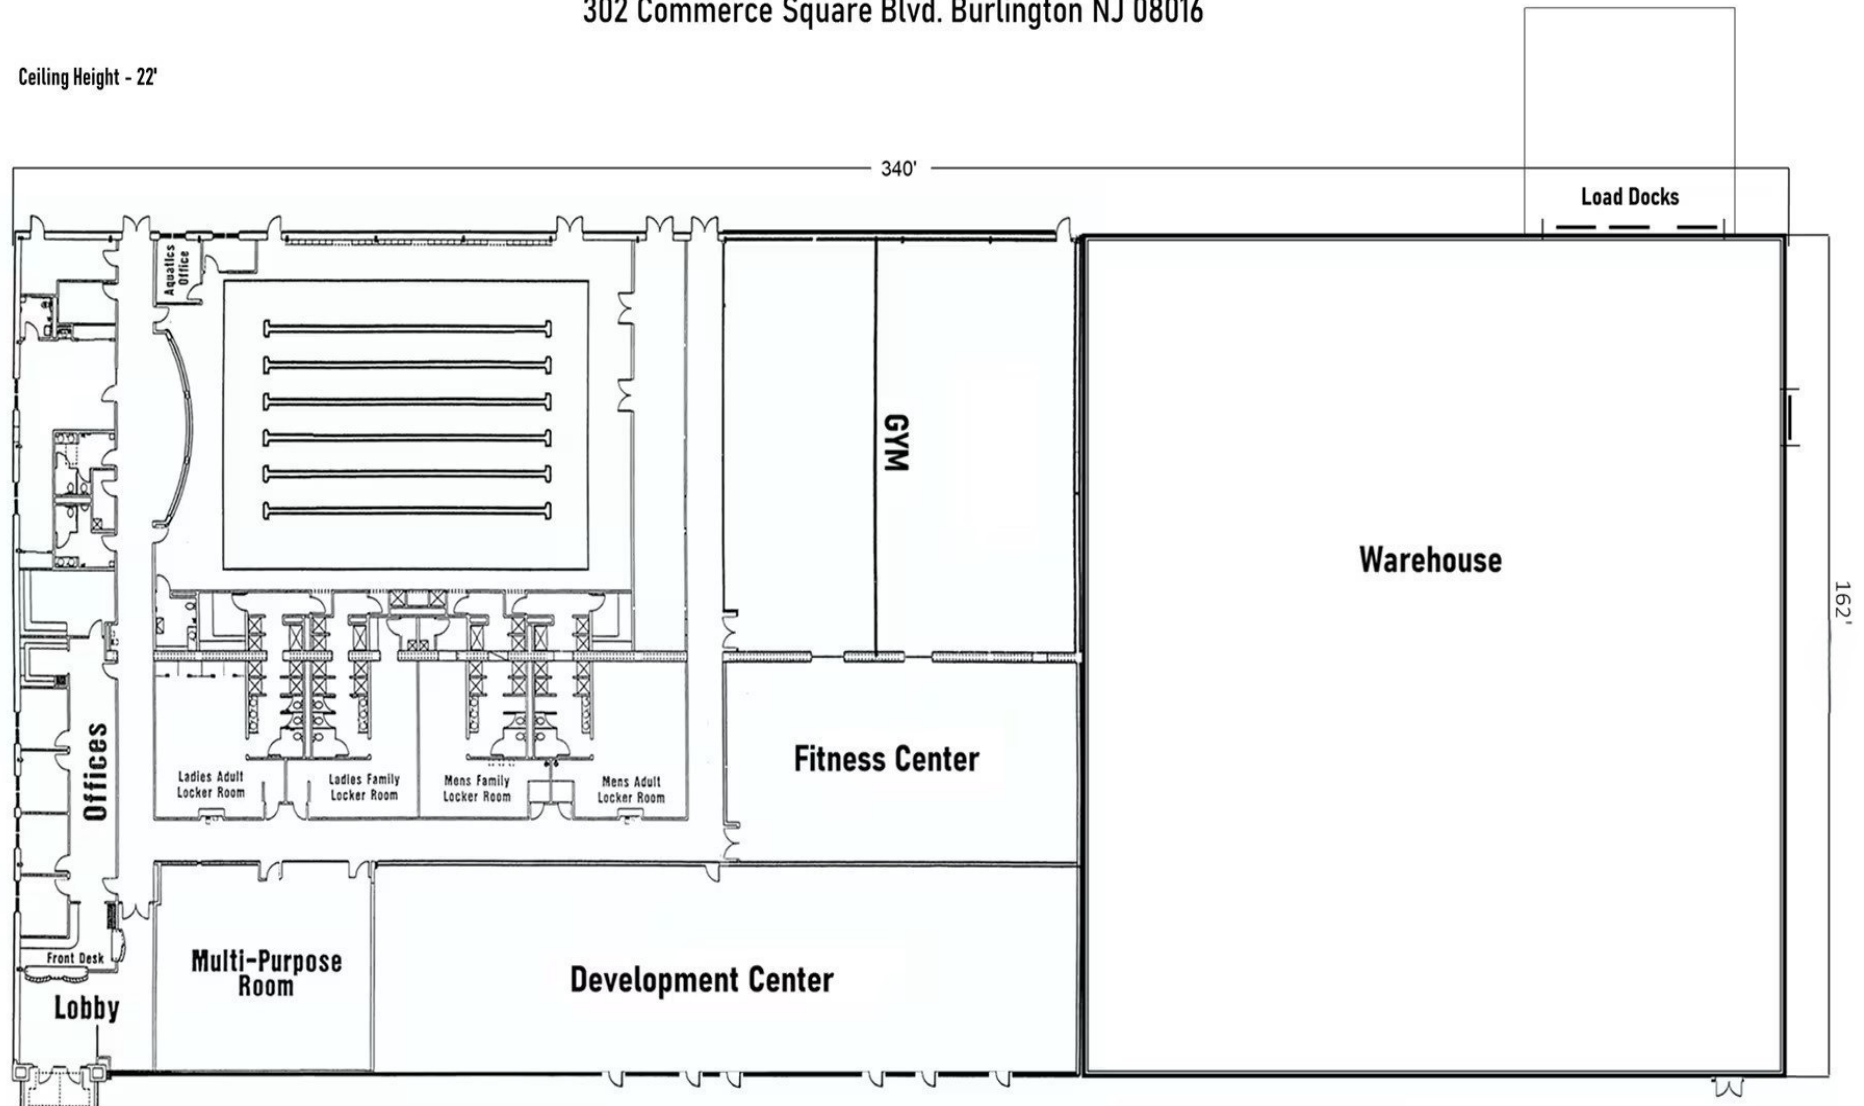 302 Commerce Square Blvd. Burlington NJ 08016
Ceiling Height - 22'
340'
Load Docks
Aquatics
Office
GYM
Warehouse
162'
Offices
Fitness Center
Ladies Adult
Locker Room
Ladies Family
Locker Room
Mens Family
Locker Room
Mens Adult
Locker Room
Front Desk
Lobby
Multi-Purpose
Room
Development Center